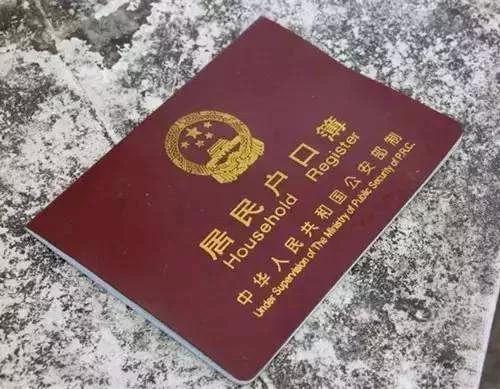 居民户口簿
Household Register
中华人民共和国公安部制
Under Supervision of The Ministry of Public Security of P.R.C.